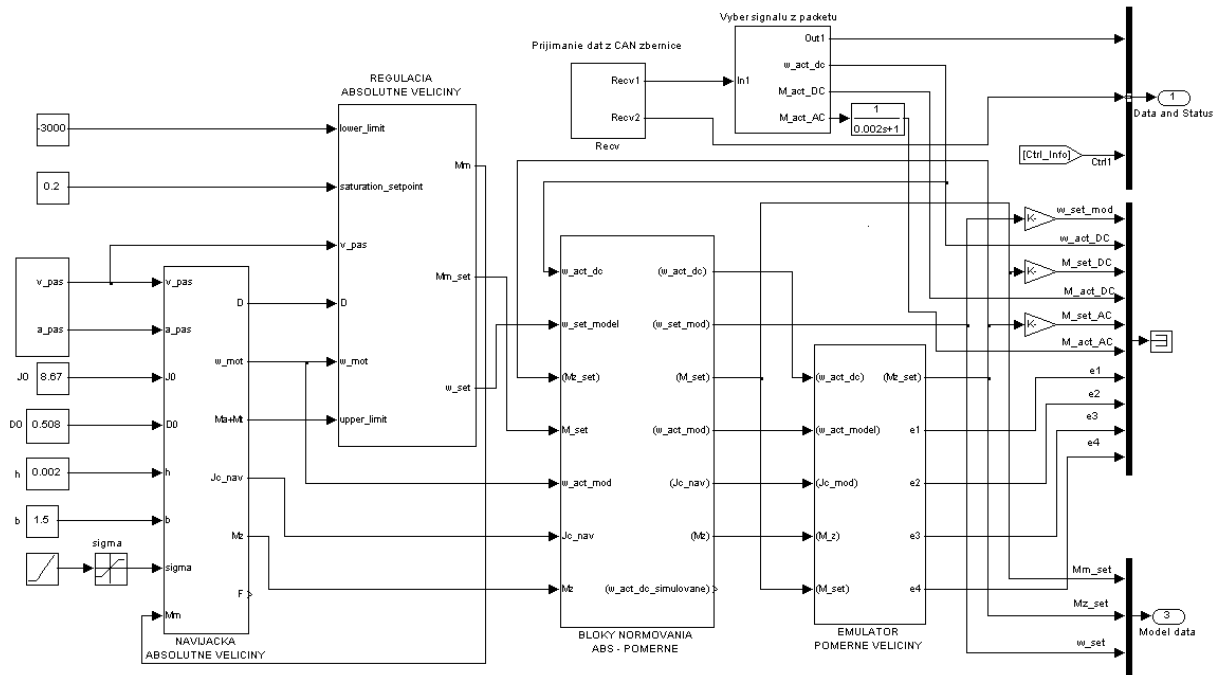 Vyber signalu z packetu
Out1
w_act_dc
In1
M_act_DC
M_act_AC
Prijimanie dat z CAN zbernice
Recv1
Recv2
Recv
1
0.002s+1
1
Data and Status
[Ctrl_Info]
Ctrl1
REGULACIA
ABSOLUTNE VELICINY
lower_limit
Mm
saturation_setpoint
v_pas
Mm_set
D
w_mot
w_set
upper_limit
-3000
0.2
v_pas
a_pas
J0
8.67
D0
0.508
h
0.002
b
1.5
sigma
v_pas
D
a_pas
w_mot
J0
Ma+Mt
D0
Jc_nav
h
b
Mz
sigma
F
Mm
NAVIJACKA
ABSOLUTNE VELICINY
w_act_dc
(w_act_dc)
w_set_model
(w_set_mod)
(Mz_set)
(M_set)
M_set
(w_act_mod)
w_act_mod
(Jc_nav)
Jc_nav
(Mz)
Mz
(w_act_dc_simulovane)
BLOKY NORMOVANIA
ABS - POMERNE
(w_act_dc)
(Mz_set)
(w_act_model)
e1
(Jc_mod)
e2
(M_z)
e3
(M_set)
e4
EMULATOR
POMERNE VELICINY
K-
w_set_mod
w_act_DC
K-
M_set_DC
M_act_DC
K-
M_set_AC
M_act_AC
e1
e2
e3
e4
Mm_set
Mz_set
w_set
3
Model data